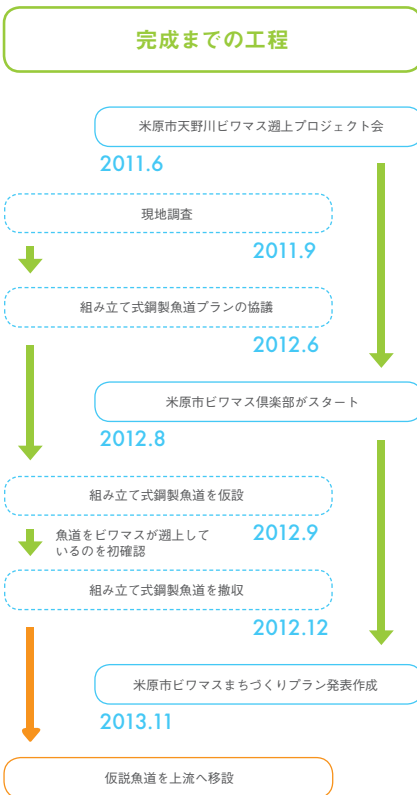 完成までの工程
米原市天野川ビワマス遡上プロジェクト会
2011.6
現地調査
2011.9
組み立て式鋼製魚道プランの協議
2012.6
米原市ビワマス倶楽部がスタート
2012.8
組み立て式鋼製魚道を仮設
2012.9
魚道をビワマスが遡上して
いるのを初確認
組み立て式鋼製魚道を撤収
2012.12
米原市ビワマスまちづくりプラン発表作成
2013.11
仮説魚道を上流へ移設